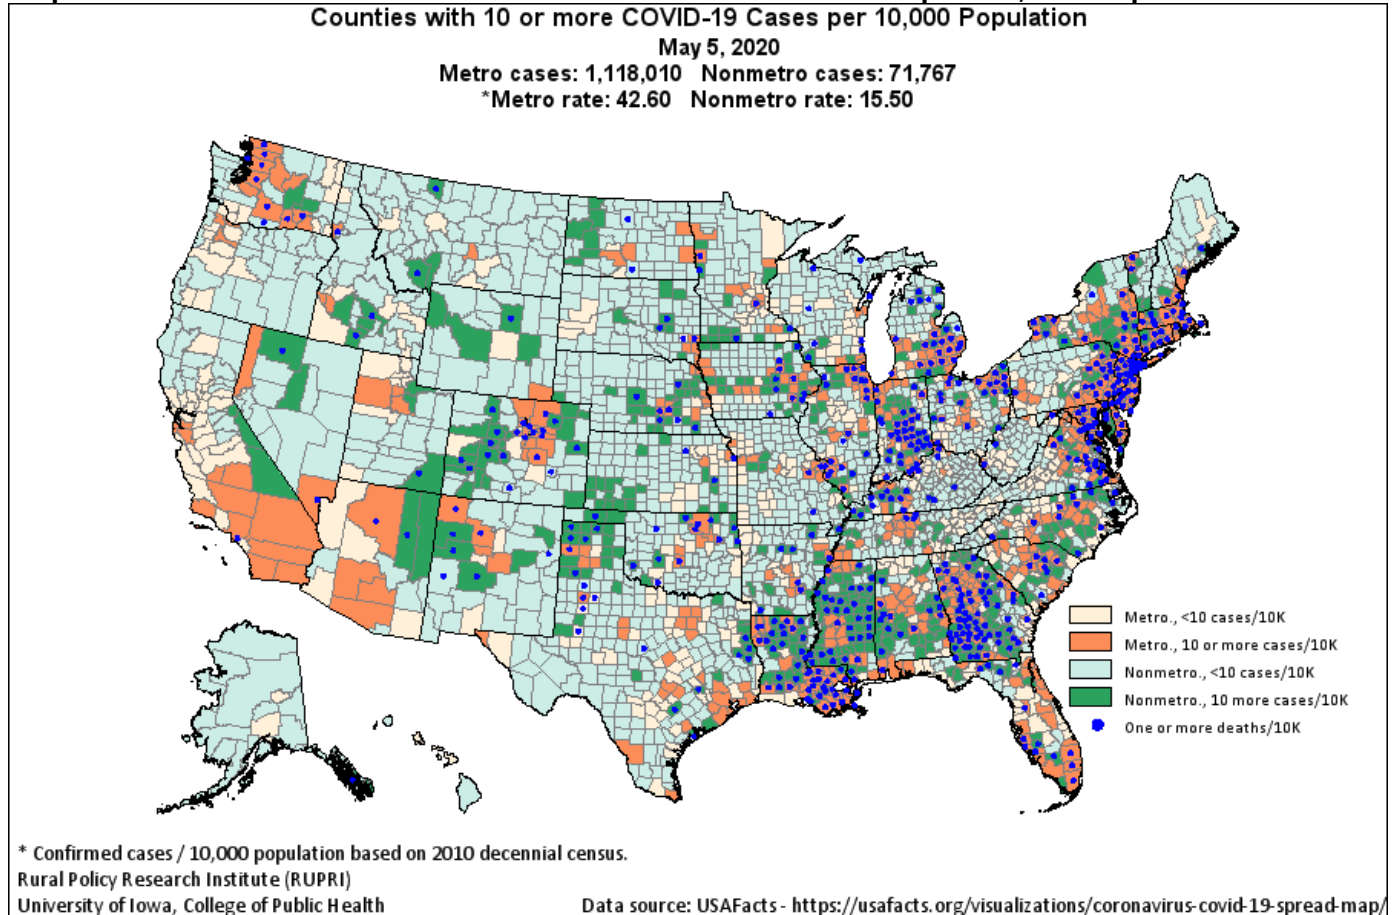 Counties with 10 or more COVID-19 Cases per 10,000 Population
May 5, 2020
Metro cases: 1,118,010 Nonmetro cases: 71,767
*Metro rate: 42.60 Nonmetro rate: 15.50
Metro., <10 cases/10K
Metro., 10 or more cases/10K
Nonmetro., <10 cases/10K
Nonmetro., 10 more cases/10K
One or more deaths/10K
* Confirmed cases / 10,000 population based on 2010 decennial census.
Rural Policy Research Institute (RUPRI)
University of Iowa, College of Public Health
Data source: USAFacts - https://usafacts.org/visualizations/coronavirus-covid-19-spread-map/